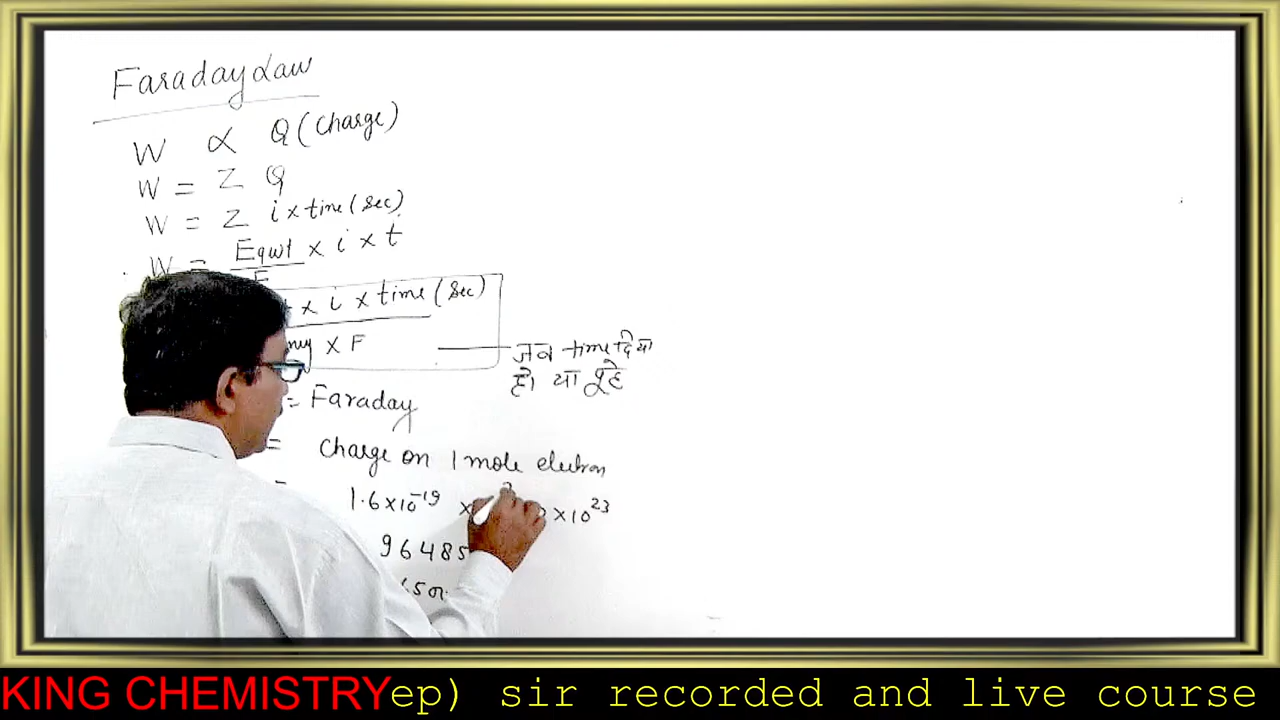 Faraday Law
W ∝ Q (Charge)
W = Z Q
W = Z i × time (sec)
W = Eqwt × i × t
F
× i × time (sec)
× F
जब time दिया
हो या पूछे
= Faraday
= Charge on 1 mole electron
= 1.6×10⁻¹⁹ × ×10²³
96485
KING CHEMISTRY ep) sir recorded and live course